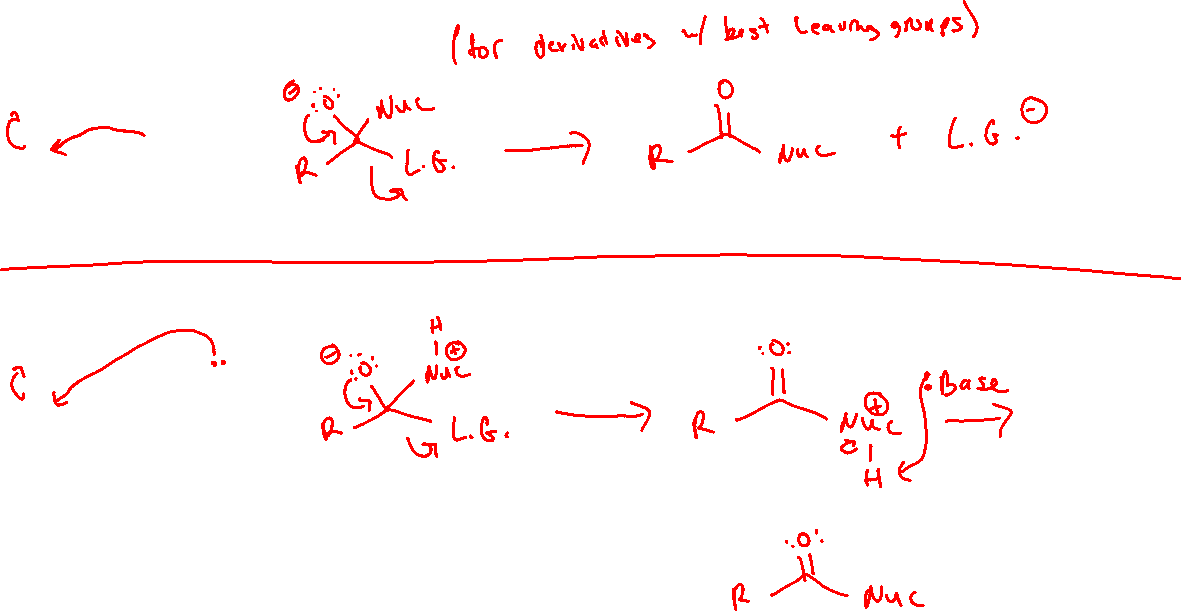 (for derivatives w/ best leaving groups)
⊖ :Ö: Nuc R L.G. → O R Nuc + L.G.⊖
⊖ :Ö: H Nuc ⊕ R L.G. → :O: R Nuc ⊕ H :Base →
:O: R Nuc